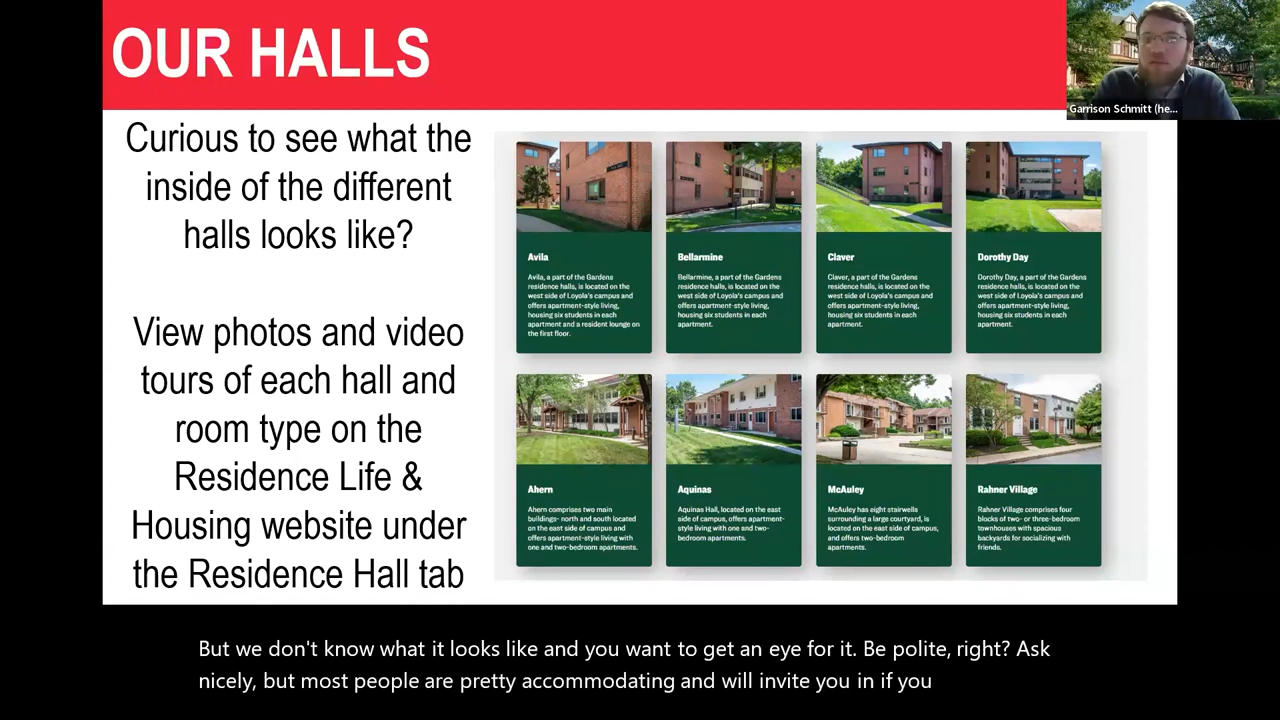 OUR HALLS
Garrison Schmitt (he...
Curious to see what the
inside of the different
halls looks like?
View photos and video
tours of each hall and
room type on the
Residence Life &
Housing website under
the Residence Hall tab
Avila
Avila, a part of the Gardens
residence halls, is located on the
west side of Loyola's campus and
offers apartment-style living,
housing six students in each
apartment and a resident lounge on
the first floor.
Bellarmine
Bellarmine, a part of the Gardens
residence halls, is located on the
west side of Loyola's campus and
offers apartment-style living,
housing six students in each
apartment.
Claver
Claver, a part of the Gardens
residence halls, is located on the
west side of Loyola's campus and
offers apartment-style living,
housing six students in each
apartment.
Dorothy Day
Dorothy Day, a part of the Gardens
residence halls, is located on the
west side of Loyola's campus and
offers apartment-style living,
housing six students in each
apartment.
Ahern
Ahern comprises two main
buildings- north and south located
on the east side of campus and
offers apartment-style living with
one and two-bedroom apartments.
Aquinas
Aquinas Hall, located on the east
side of campus, offers apartment-
style living with one and two-
bedroom apartments.
McAuley
McAuley has eight stairwells
surrounding a large courtyard, is
located on the east side of campus,
and offers two-bedroom
apartments.
Rahner Village
Rahner Village comprises four
blocks of two- or three-bedroom
townhouses with spacious
backyards for socializing with
friends.
But we don't know what it looks like and you want to get an eye for it. Be polite, right? Ask
nicely, but most people are pretty accommodating and will invite you in if you